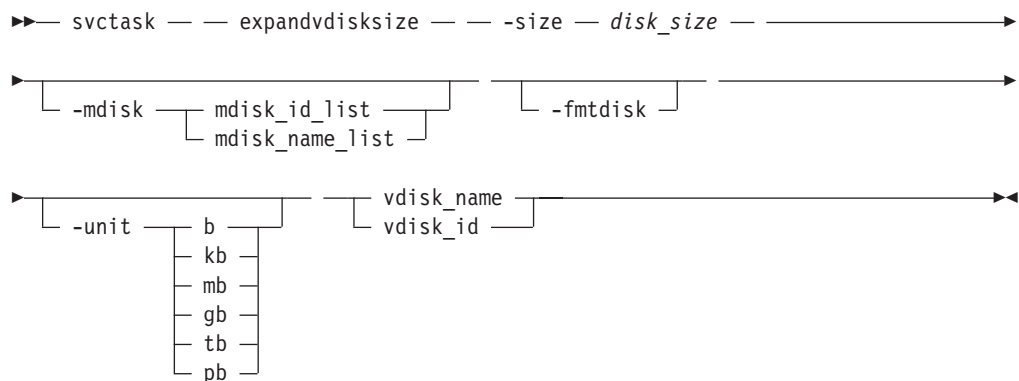 svctask expandvdisksize -size disk_size
-mdisk mdisk_id_list -fmtdisk
mdisk_name_list
vdisk_name
-unit b vdisk_id
kb
mb
gb
tb
pb